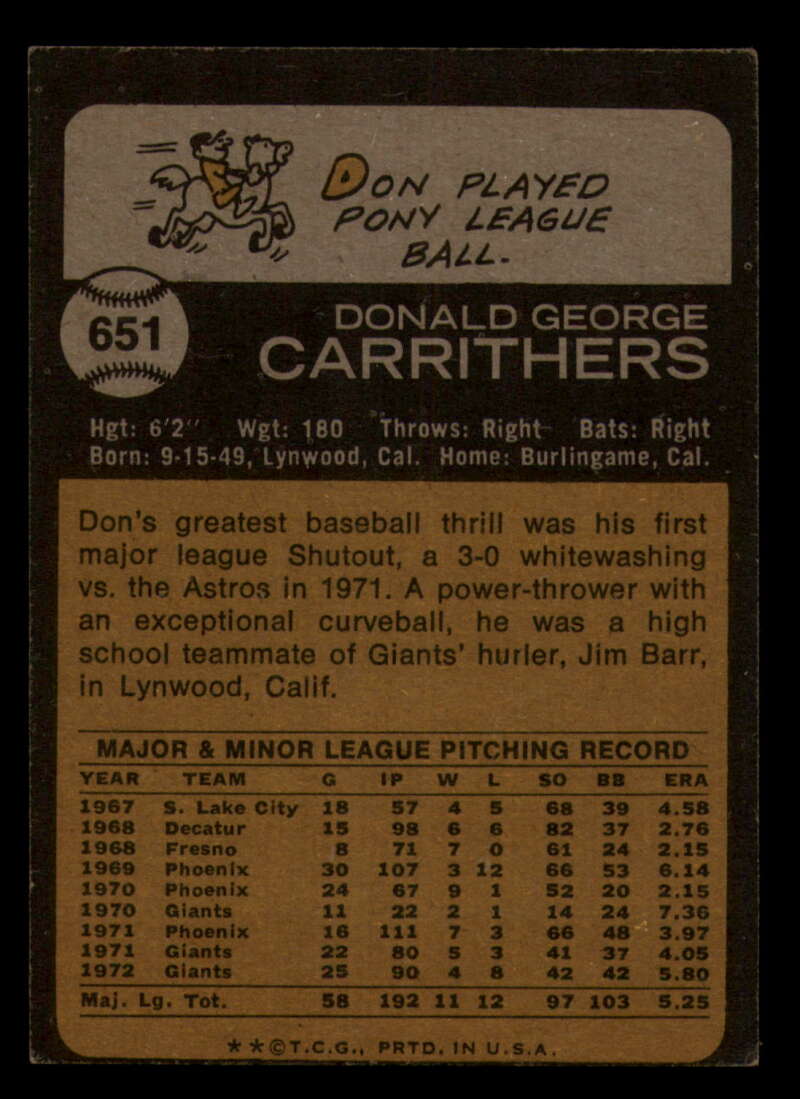 DON PLAYED
PONY LEAGUE
BALL.
651
DONALD GEORGE
CARRITHERS
Hgt: 6'2" Wgt: 180 Throws: Right Bats: Right
Born: 9-15-49, Lynwood, Cal. Home: Burlingame, Cal.
Don's greatest baseball thrill was his first
major league Shutout, a 3-0 whitewashing
vs. the Astros in 1971. A power-thrower with
an exceptional curveball, he was a high
school teammate of Giants' hurler, Jim Barr,
in Lynwood, Calif.
MAJOR & MINOR LEAGUE PITCHING RECORD
YEAR TEAM G IP W L SO BB ERA
1967 S. Lake City 18 57 4 5 68 39 4.58
1968 Decatur 15 98 6 6 82 37 2.76
1968 Fresno 8 71 7 0 61 24 2.15
1969 Phoenix 30 107 3 12 66 53 6.14
1970 Phoenix 24 67 9 1 52 20 2.15
1970 Giants 11 22 2 1 14 24 7.36
1971 Phoenix 16 111 7 3 66 48 3.97
1971 Giants 22 80 5 3 41 37 4.05
1972 Giants 25 90 4 8 42 42 5.80
Maj. Lg. Tot. 58 192 11 12 97 103 5.25
* * © T.C.G., PRTD. IN U.S.A.